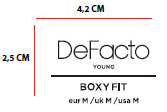 4,2 CM
2,5 CM
DeFacto
YOUNG
BOXY FIT
eur M / uk M / usa M